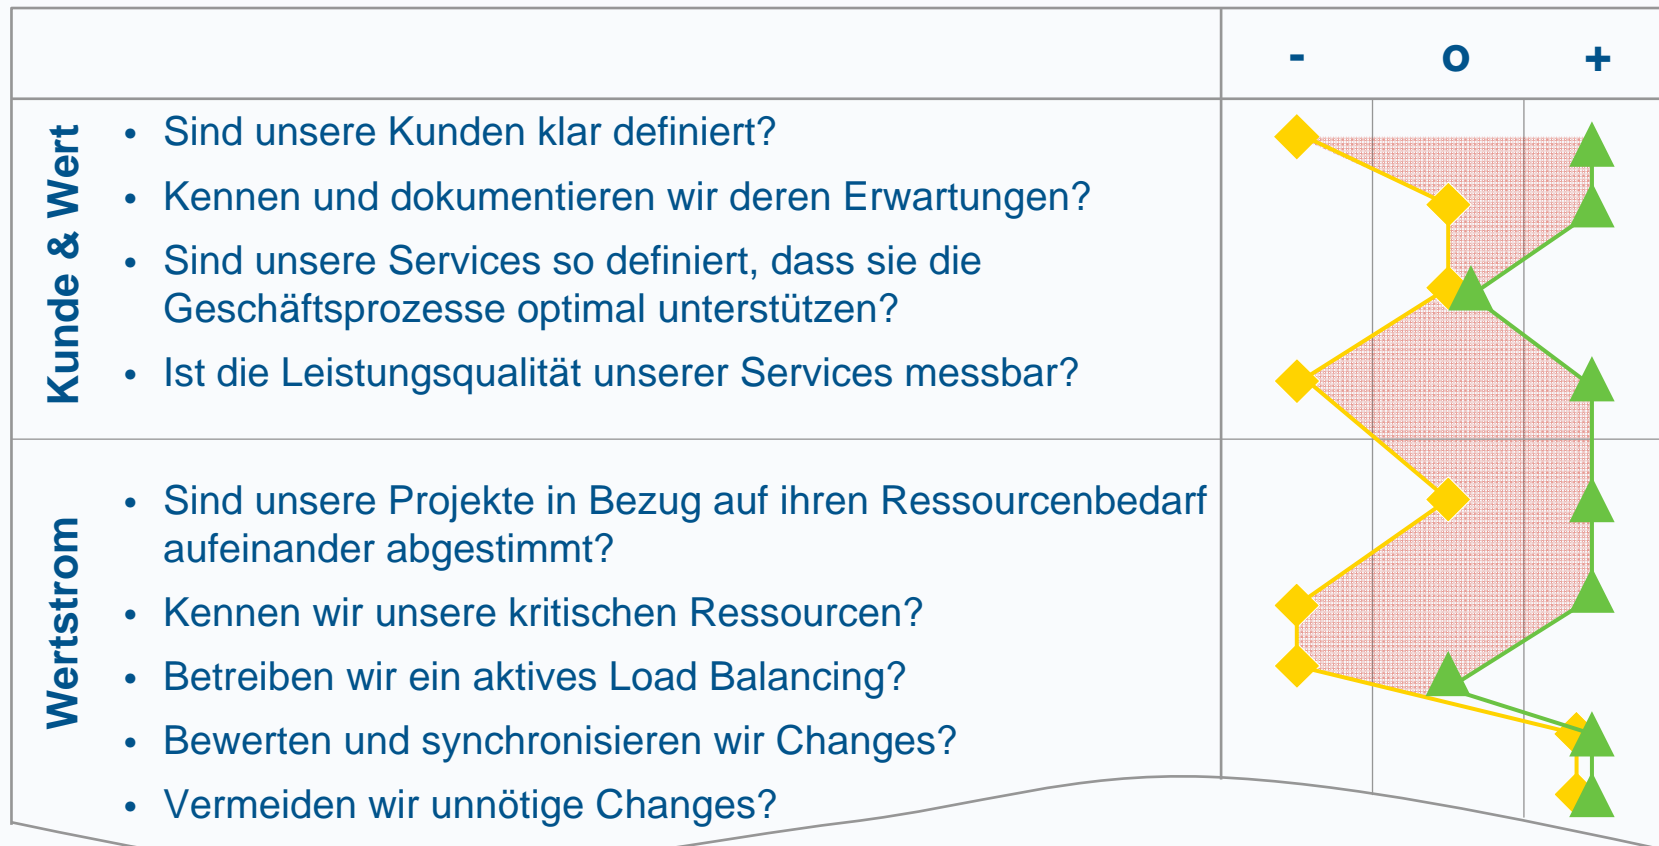 - o +
Kunde & Wert
• Sind unsere Kunden klar definiert?
• Kennen und dokumentieren wir deren Erwartungen?
• Sind unsere Services so definiert, dass sie die
Geschäftsprozesse optimal unterstützen?
• Ist die Leistungsqualität unserer Services messbar?
Wertstrom
• Sind unsere Projekte in Bezug auf ihren Ressourcenbedarf
aufeinander abgestimmt?
• Kennen wir unsere kritischen Ressourcen?
• Betreiben wir ein aktives Load Balancing?
• Bewerten und synchronisieren wir Changes?
• Vermeiden wir unnötige Changes?